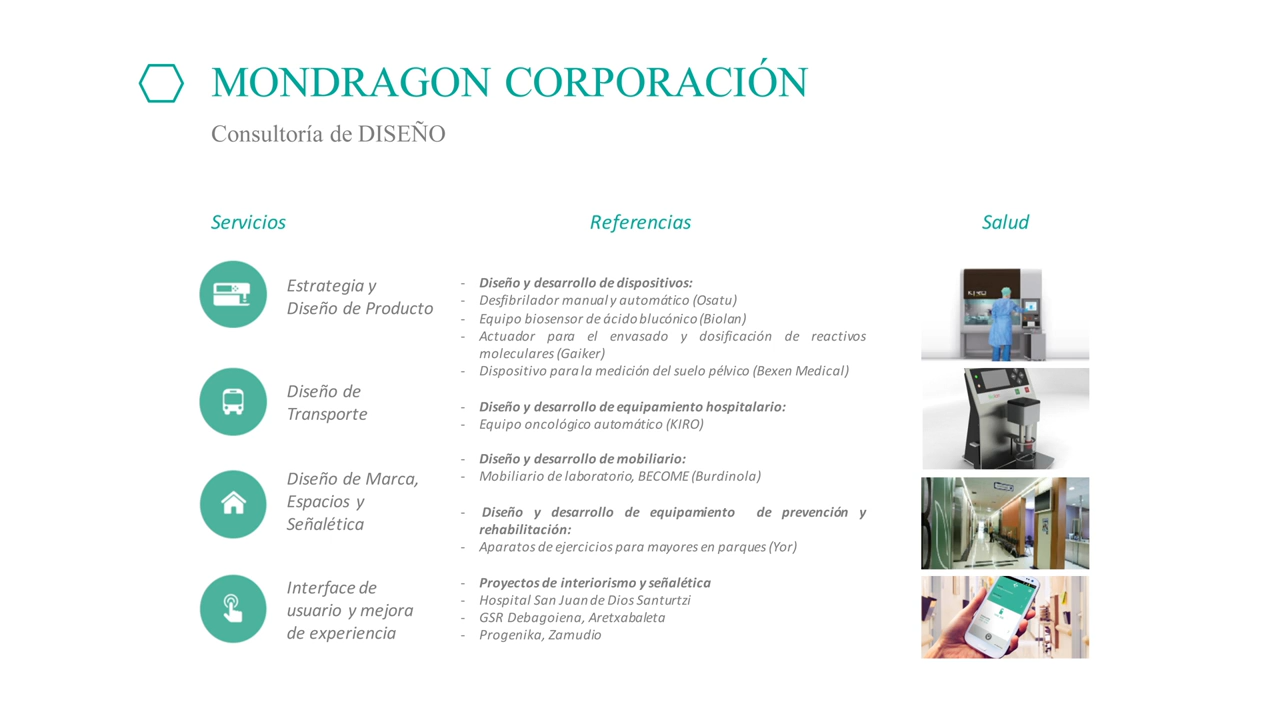 MONDRAGON CORPORACIÓN
Consultoría de DISEÑO
Servicios
Referencias
Salud
Estrategia y
Diseño de Producto
Diseño de
Transporte
Diseño de Marca,
Espacios y
Señalética
Interface de
usuario y mejora
de experiencia
- Diseño y desarrollo de dispositivos:
- Desfibrilador manual y automático (Osatu)
- Equipo biosensor de ácido blucónico (Biolan)
- Actuador para el envasado y dosificación de reactivos
moleculares (Gaiker)
- Dispositivo para la medición del suelo pélvico (Bexen Medical)
- Diseño y desarrollo de equipamiento hospitalario:
- Equipo oncológico automático (KIRO)
- Diseño y desarrollo de mobiliario:
- Mobiliario de laboratorio, BECOME (Burdinola)
- Diseño y desarrollo de equipamiento de prevención y
rehabilitación:
- Aparatos de ejercicios para mayores en parques (Yor)
- Proyectos de interiorismo y señalética
- Hospital San Juan de Dios Santurtzi
- GSR Debagoiena, Aretxabaleta
- Progenika, Zamudio